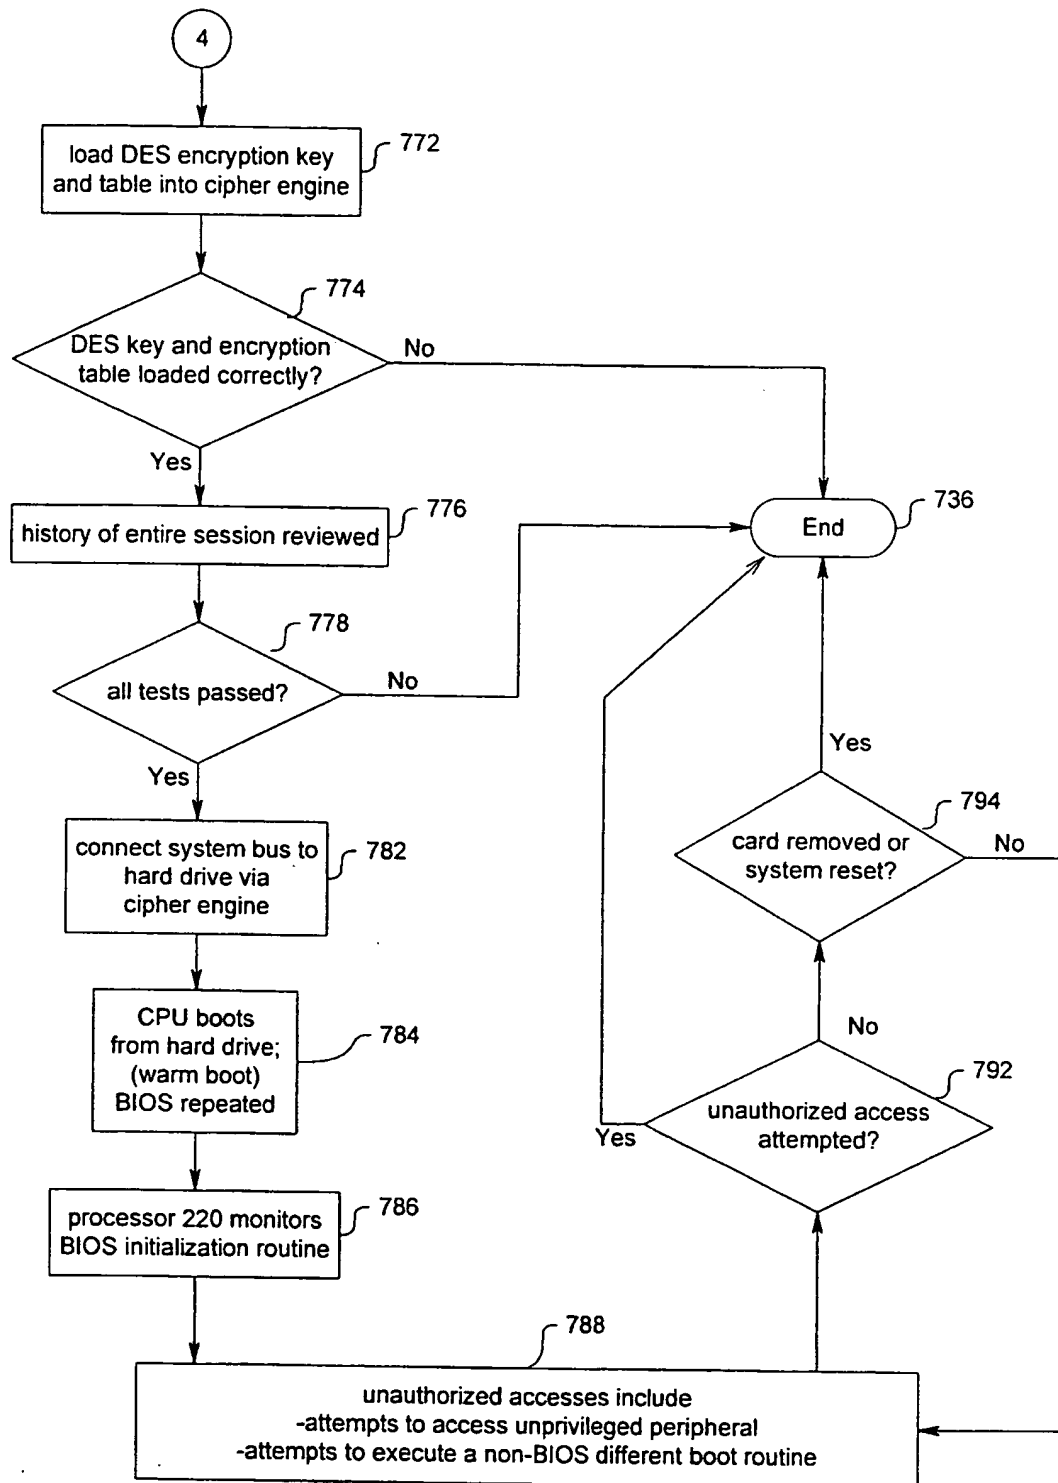 4
load DES encryption key
and table into cipher engine
772
774
DES key and encryption
table loaded correctly?
No
Yes
history of entire session reviewed
776
End
736
778
all tests passed?
No
Yes
connect system bus to
hard drive via
cipher engine
782
Yes
794
card removed or
system reset?
No
CPU boots
from hard drive;
(warm boot)
BIOS repeated
784
No
792
unauthorized access
attempted?
Yes
processor 220 monitors
BIOS initialization routine
786
788
unauthorized accesses include
-attempts to access unprivileged peripheral
-attempts to execute a non-BIOS different boot routine